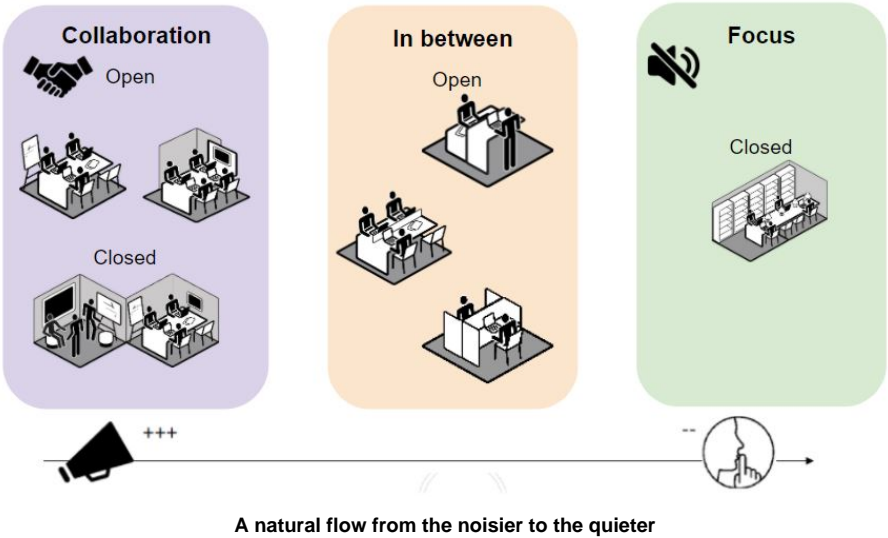 Collaboration
Open
Closed
In between
Open
Focus
Closed
+++
--
A natural flow from the noisier to the quieter